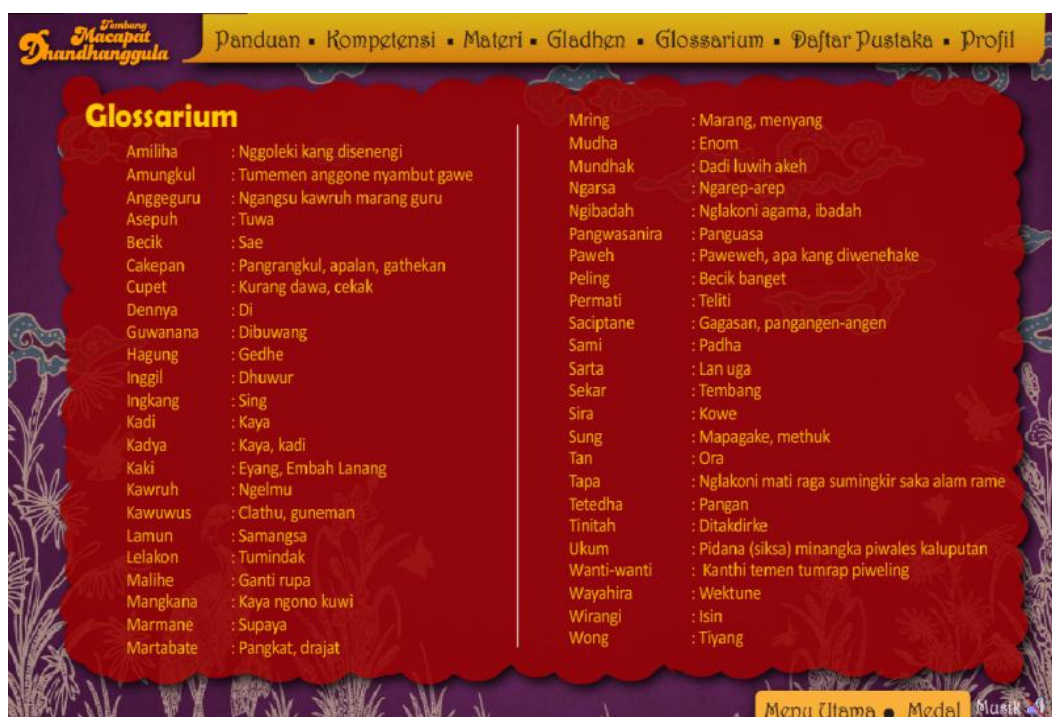 Tembang
Macapat
Dhandhanggula
Panduan ▪ Kompetensi ▪ Materi ▪ Gladhen ▪ Glossarium ▪ Daftar Pustaka ▪ Profil
Glossarium
Amiliha : Nggoleki kang disenengi
Amungkul : Tumemen anggone nyambut gawe
Anggeguru : Ngangsu kawruh marang guru
Asepuh : Tuwa
Becik : Sae
Cakepan : Pangrangkul, apalan, gathekan
Cupet : Kurang dawa, cekak
Dennya : Di
Guwanana : Dibuwang
Hagung : Gedhe
Inggil : Dhuwur
Ingkang : Sing
Kadi : Kaya
Kadya : Kaya, kadi
Kaki : Eyang, Embah Lanang
Kawruh : Ngelmu
Kawuwus : Clathu, guneman
Lamun : Samangsa
Lelakon : Tumindak
Malihe : Ganti rupa
Mangkana : Kaya ngono kuwi
Marmane : Supaya
Martabate : Pangkat, drajat
Mring : Marang, menyang
Mudha : Enom
Mundhak : Dadi luwih akeh
Ngarsa : Ngarep-arep
Ngibadah : Nglakoni agama, ibadah
Pangwasanira : Panguasa
Paweh : Paweweh, apa kang diwenehake
Peling : Becik banget
Permati : Teliti
Saciptane : Gagasan, pangangen-angen
Sami : Padha
Sarta : Lan uga
Sekar : Tembang
Sira : Kowe
Sung : Mapagake, methuk
Tan : Ora
Tapa : Nglakoni mati raga sumingkir saka alam rame
Tetedha : Pangan
Tinitah : Ditakdirke
Ukum : Pidana (siksa) minangka piwales kaluputan
Wanti-wanti : Kanthi temen tumrap piweling
Wayahira : Wektune
Wirangi : Isin
Wong : Tiyang
Menu Utama ▪ Medal Musik